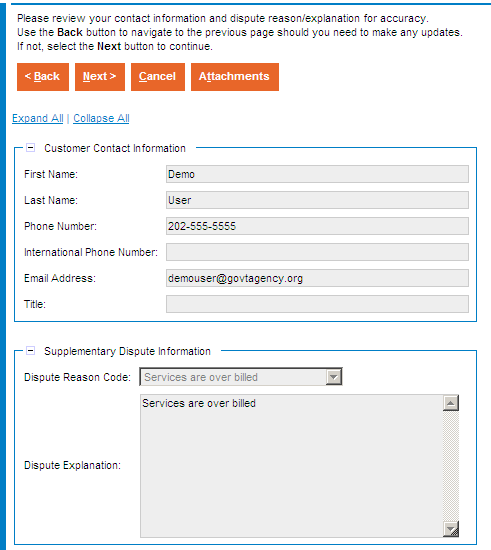 Please review your contact information and dispute reason/explanation for accuracy.
Use the Back button to navigate to the previous page should you need to make any updates.
If not, select the Next button to continue.
< Back Next > Cancel Attachments
Expand All | Collapse All
Customer Contact Information
First Name: Demo
Last Name: User
Phone Number: 202-555-5555
International Phone Number:
Email Address: demouser@govtagency.org
Title:
Supplementary Dispute Information
Dispute Reason Code: Services are over billed
Services are over billed
Dispute Explanation: